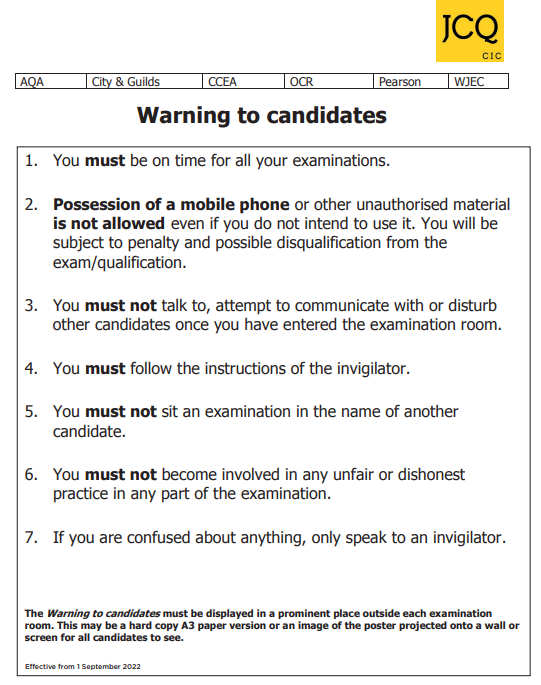 JCQ
CIC
AQA City & Guilds CCEA OCR Pearson WJEC
Warning to candidates
1. You must be on time for all your examinations.
2. Possession of a mobile phone or other unauthorised material
is not allowed even if you do not intend to use it. You will be
subject to penalty and possible disqualification from the
exam/qualification.
3. You must not talk to, attempt to communicate with or disturb
other candidates once you have entered the examination room.
4. You must follow the instructions of the invigilator.
5. You must not sit an examination in the name of another
candidate.
6. You must not become involved in any unfair or dishonest
practice in any part of the examination.
7. If you are confused about anything, only speak to an invigilator.
The Warning to candidates must be displayed in a prominent place outside each examination
room. This may be a hard copy A3 paper version or an image of the poster projected onto a wall or
screen for all candidates to see.
Effective from 1 September 2022